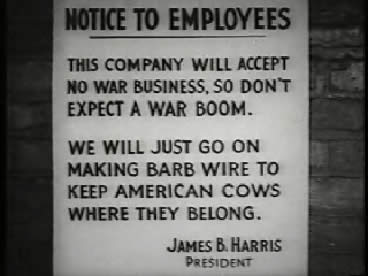 NOTICE TO EMPLOYEES
THIS COMPANY WILL ACCEPT
NO WAR BUSINESS, SO DON'T
EXPECT A WAR BOOM.
WE WILL JUST GO ON
MAKING BARB WIRE TO
KEEP AMERICAN COWS
WHERE THEY BELONG.
JAMES B. HARRIS
PRESIDENT